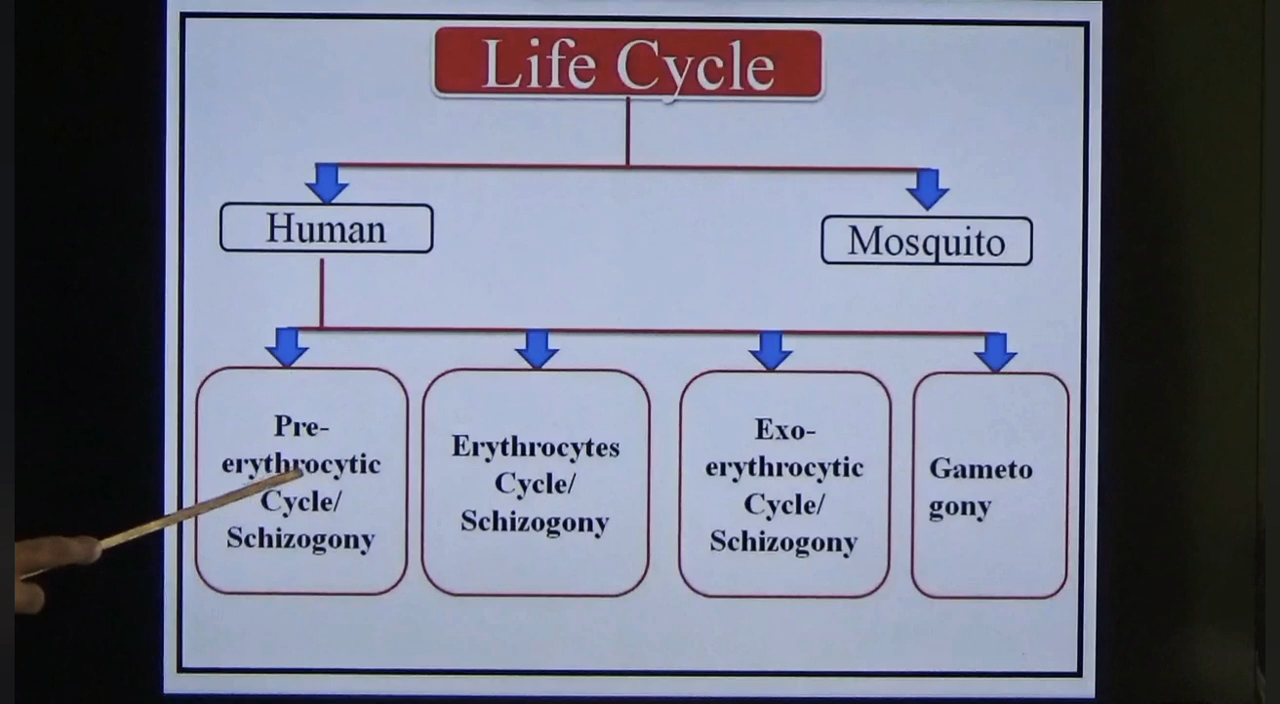 Life Cycle
Human
Mosquito
Pre-
erythrocytic
Cycle/
Schizogony
Erythrocytes
Cycle/
Schizogony
Exo-
erythrocytic
Cycle/
Schizogony
Gameto
gony